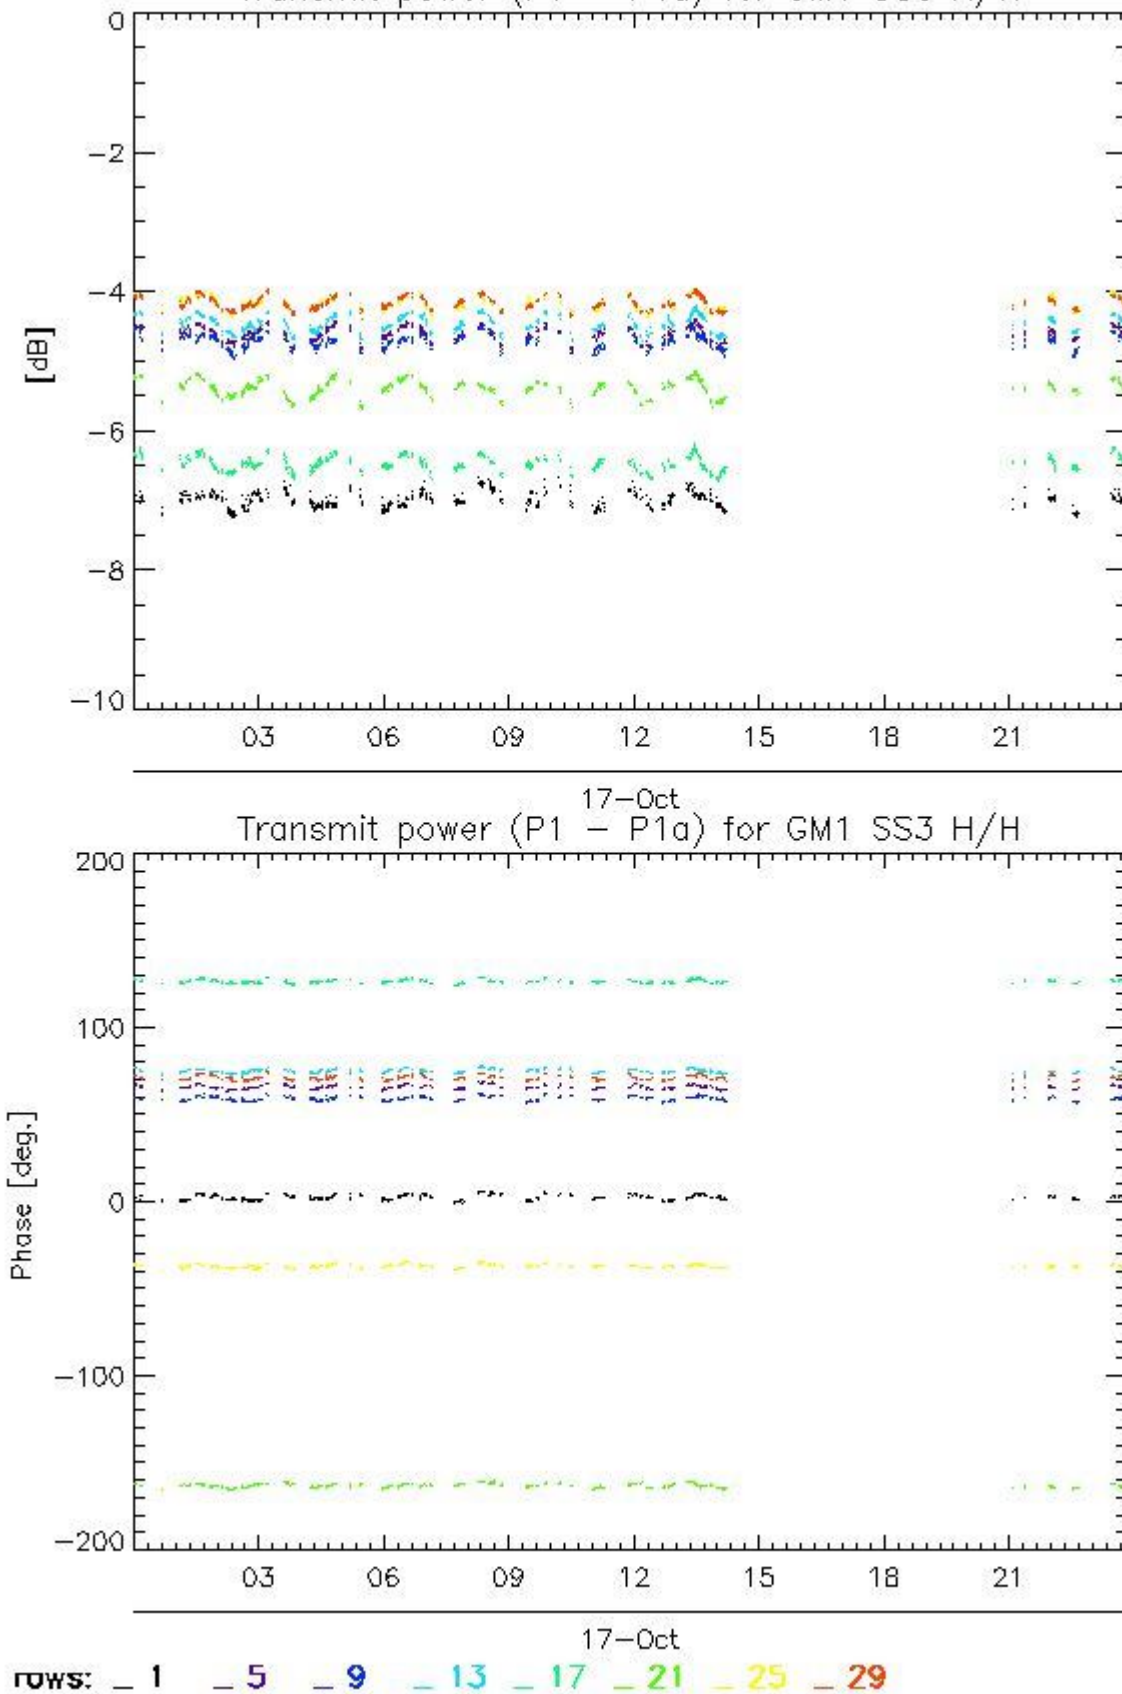 0
−2
−4
[dB]
−6
−8
−10
03 06 09 12 15 18 21
17−Oct
Transmit power (P1 − P1a) for GM1 SS3 H/H
200
100
Phase [deg.]
0
−100
−200
03 06 09 12 15 18 21
17−Oct
rows: _ 1 _ 5 _ 9 _ 13 _ 17 _ 21 _ 25 _ 29